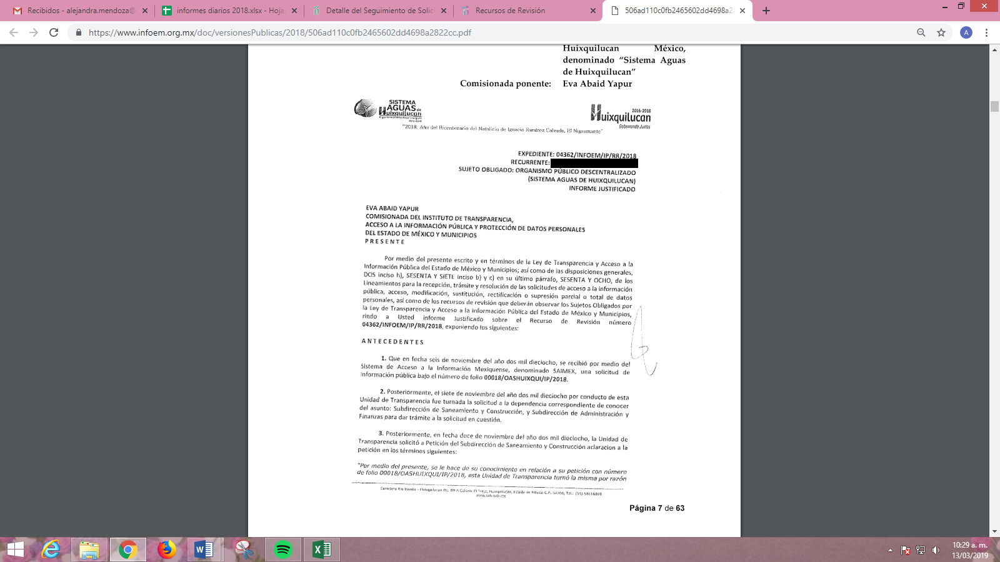 Recibidos - alejandra.mendoza@
informes diarios 2018.xlsx - Hoja
Detalle del Seguimiento de Solic
Recursos de Revisión
506ad110c0fb2465602dd4698a2
https://www.infoem.org.mx/doc/versionesPublicas/2018/506ad110c0fb2465602dd4698a2822cc.pdf
A
Huixquilucan México,
denominado “Sistema Aguas
de Huixquilucan”
Comisionada ponente: Eva Abaid Yapur
SISTEMA
AGUAS de
Huixquilucan
2016-2018
Huixquilucan
Gobernando Juntos
"2018. Año del Bicentenario del Natalicio de Ignacio Ramírez Calzada, El Nigromante"
EXPEDIENTE: 04362/INFOEM/IP/RR/2018
RECURRENTE:
SUJETO OBLIGADO: ORGANISMO PÚBLICO DESCENTRALIZADO
(SISTEMA AGUAS DE HUIXQUILUCAN)
INFORME JUSTIFICADO
EVA ABAID YAPUR
COMISIONADA DEL INSTITUTO DE TRANSPARENCIA,
ACCESO A LA INFORMACIÓN PÚBLICA Y PROTECCIÓN DE DATOS PERSONALES
DEL ESTADO DE MÉXICO Y MUNICIPIOS
P R E S E N T E
Por medio del presente escrito y en términos de la Ley de Transparencia y Acceso a la
Información Pública del Estado de México y Municipios; así como de las disposiciones generales,
DOS inciso h), SESENTA Y SIETE inciso b) y c) en su último párrafo, SESENTA Y OCHO, de los
Lineamientos para la recepción, trámite y resolución de las solicitudes de acceso a la información
pública, acceso, modificación, sustitución, rectificación o supresión parcial o total de datos
personales, así como de los recursos de revisión que deberán observar los Sujetos Obligados por
la Ley de Transparencia y Acceso a la Información Pública del Estado de México y Municipios,
rindo a Usted informe Justificado sobre el Recurso de Revisión número
04362/INFOEM/IP/RR/2018, exponiendo los siguientes:
A N T E C E D E N T E S
1. Que en fecha seis de noviembre del año dos mil dieciocho, se recibió por medio del
Sistema de Acceso a la Información Mexiquense, denominado SAIMEX, una solicitud de
información pública bajo el número de folio 00018/OASHUIXQUI/IP/2018.
2. Posteriormente, el siete de noviembre del año dos mil dieciocho por conducto de esta
Unidad de Transparencia fue turnada la solicitud a la dependencia correspondiente de conocer
del asunto: Subdirección de Saneamiento y Construcción, y Subdirección de Administración y
Finanzas para dar trámite a la solicitud en cuestión.
3. Posteriormente, en fecha doce de noviembre del año dos mil dieciocho, la Unidad de
Transparencia solicitó a Petición del Subdirección de Saneamiento y Construcción aclaracion a la
petición en los términos siguientes:
"Por medio del presente, se le hace de su conocimiento en relación a su petición con número
de folio 00018/OASHUIXQUI/IP/2018, esta Unidad de Transparencia turnó la misma por razón
Huixquilucan, Estado de México C.P. 52760, Tel.:
Página 7 de 63
10:29 a. m.
13/03/2019